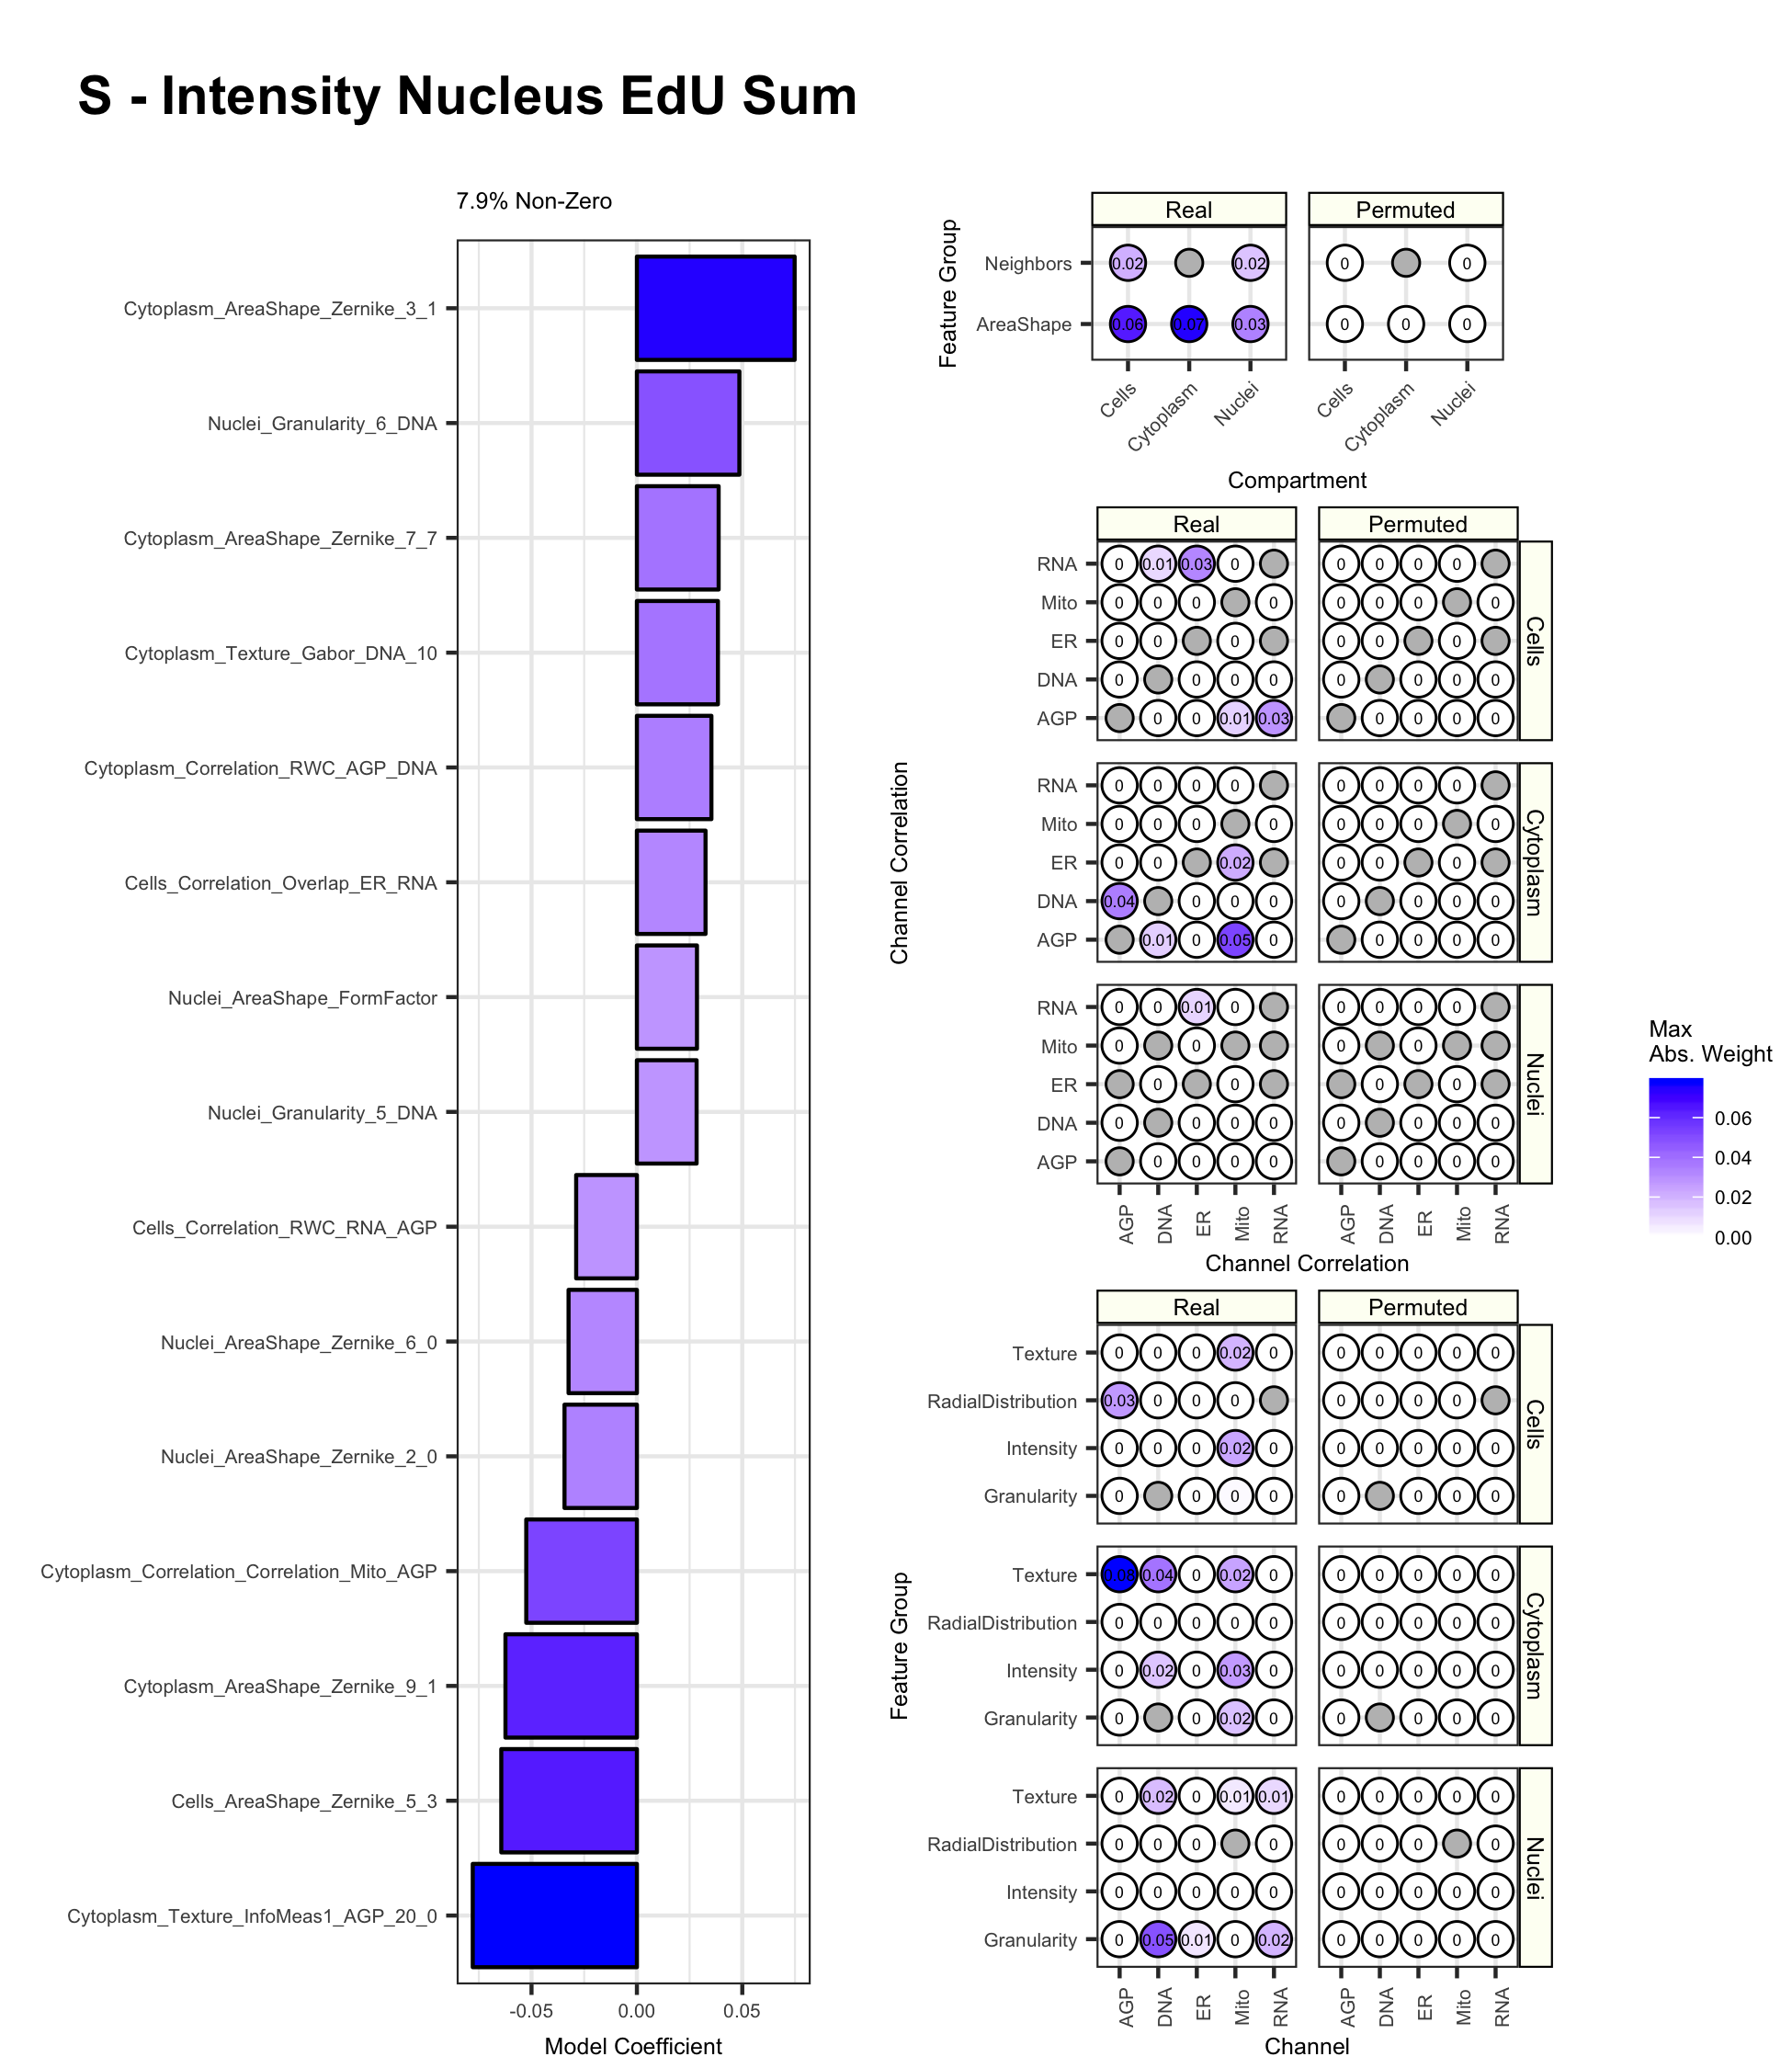 S - Intensity Nucleus EdU Sum
7.9% Non-Zero
Cytoplasm_AreaShape_Zernike_3_1
Nuclei_Granularity_6_DNA
Cytoplasm_AreaShape_Zernike_7_7
Cytoplasm_Texture_Gabor_DNA_10
Cytoplasm_Correlation_RWC_AGP_DNA
Cells_Correlation_Overlap_ER_RNA
Nuclei_AreaShape_FormFactor
Nuclei_Granularity_5_DNA
Cells_Correlation_RWC_RNA_AGP
Nuclei_AreaShape_Zernike_6_0
Nuclei_AreaShape_Zernike_2_0
Cytoplasm_Correlation_Correlation_Mito_AGP
Cytoplasm_AreaShape_Zernike_9_1
Cells_AreaShape_Zernike_5_3
Cytoplasm_Texture_InfoMeas1_AGP_20_0
-0.05 0.00 0.05
Model Coefficient
Real Permuted
Feature Group
Neighbors 0.02 0.02 0 0
AreaShape 0.06 0.07 0.03 0 0 0
Cells Cytoplasm Nuclei Cells Cytoplasm Nuclei
Compartment
Real Permuted
Channel Correlation
RNA 0 0.01 0.03 0 0 0 0 0
Mito 0 0 0 0 0 0 0 0
ER 0 0 0 0 0 0
DNA 0 0 0 0 0 0 0 0
AGP 0 0 0.01 0.03 0 0 0 0
Cells
RNA 0 0 0 0 0 0 0 0
Mito 0 0 0 0 0 0 0 0
ER 0 0 0.02 0 0 0
DNA 0.04 0 0 0 0 0 0 0
AGP 0.01 0 0.05 0 0 0 0 0
Cytoplasm
RNA 0 0 0.01 0 0 0 0 0
Mito 0 0 0 0
ER 0 0 0 0
DNA 0 0 0 0 0 0 0 0
AGP 0 0 0 0 0 0 0 0
Nuclei
AGP DNA ER Mito RNA AGP DNA ER Mito RNA
Channel Correlation
Real Permuted
Feature Group
Texture 0 0 0 0.02 0 0 0 0 0 0
RadialDistribution 0.03 0 0 0 0 0 0 0
Intensity 0 0 0 0.02 0 0 0 0 0 0
Granularity 0 0 0 0 0 0 0 0
Cells
Texture 0.08 0.04 0 0.02 0 0 0 0 0 0
RadialDistribution 0 0 0 0 0 0 0 0 0 0
Intensity 0 0.02 0 0.03 0 0 0 0 0 0
Granularity 0 0 0.02 0 0 0 0 0
Cytoplasm
Texture 0 0.02 0 0.01 0.01 0 0 0 0 0
RadialDistribution 0 0 0 0 0 0 0 0
Intensity 0 0 0 0 0 0 0 0 0 0
Granularity 0 0.05 0.01 0 0.02 0 0 0 0 0
Nuclei
AGP DNA ER Mito RNA AGP DNA ER Mito RNA
Channel
Max
Abs. Weight
0.06
0.04
0.02
0.00